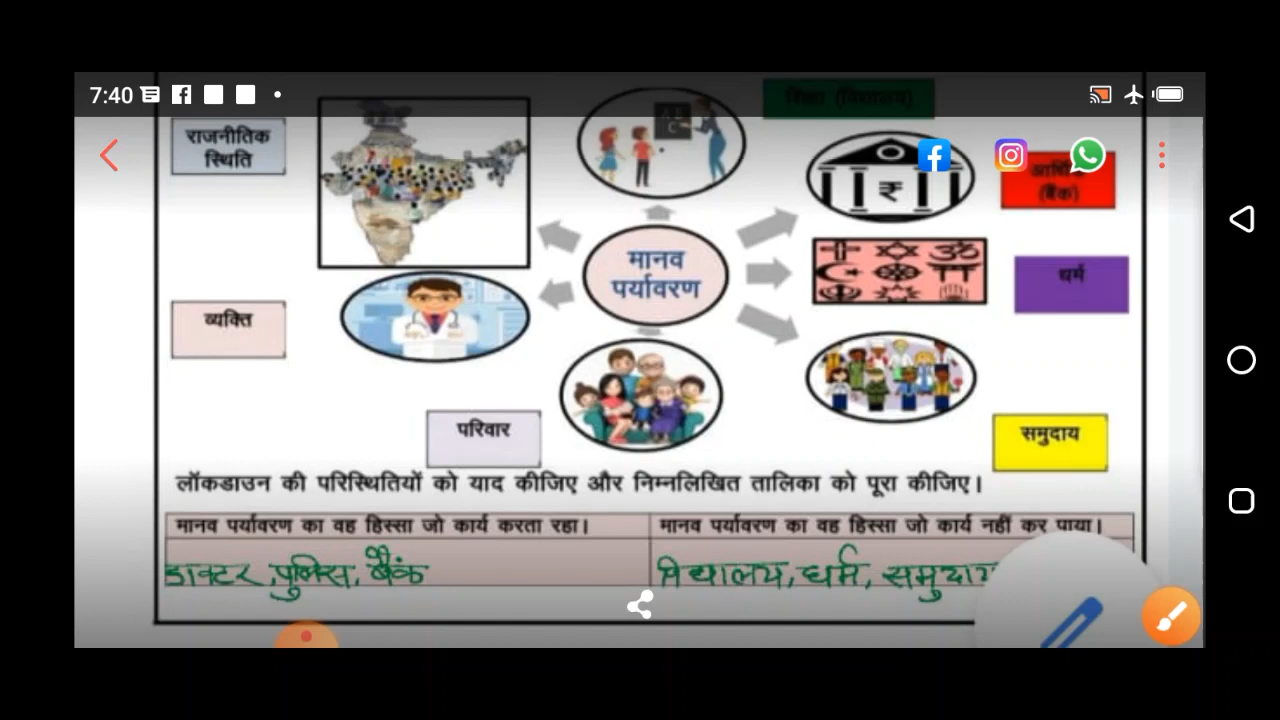 7:40
शिक्षा (विद्यालय)
राजनीतिक
स्थिति
(बैंक)
मानव
पर्यावरण
धर्म
व्यक्ति
परिवार
समुदाय
लॉकडाउन की परिस्थितियों को याद कीजिए और निम्नलिखित तालिका को पूरा कीजिए।
मानव पर्यावरण का वह हिस्सा जो कार्य करता रहा।
मानव पर्यावरण का वह हिस्सा जो कार्य नहीं कर पाया।
डाक्टर, पुलिस, बैंक
विद्यालय, धर्म, समुदाय